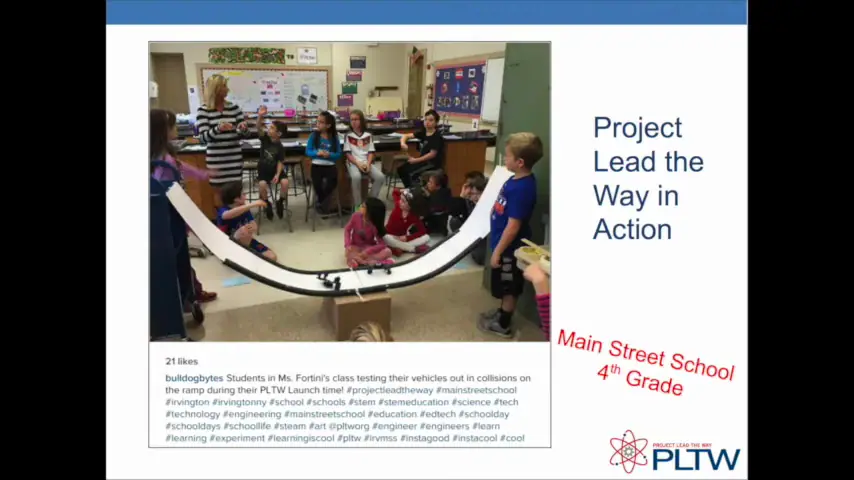 Project
Lead the
Way in
Action
21 likes
bulldogbytes Students in Ms. Fortini's class testing their vehicles out in collisions on
the ramp during their PLTW Launch time! #projectleadtheway #mainstreetschool
#irvington #irvingtonny #school #schools #stem #stemeducation #science #tech
#technology #engineering #mainstreetschool #education #edtech #schoolday
#schooldays #schoollife #steam #art @pltworg #engineer #engineers #learn
#learning #experiment #learningiscool #pltw #irvmss #instagood #instacool #cool
Main Street School
4th Grade
PROJECT LEAD THE WAY
PLTW